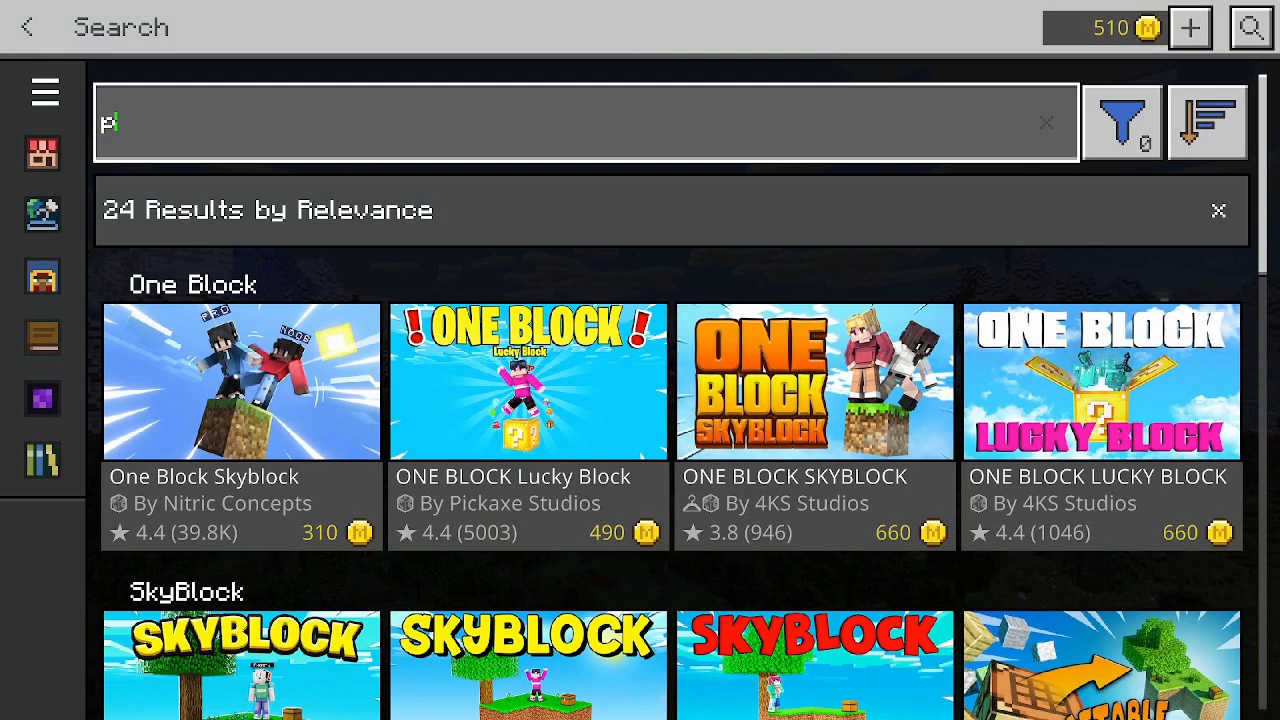 Search
510
p
0
24 Results by Relevance
One Block
PRO
NOOB
! ONE BLOCK !
Lucky Block
ONE
BLOCK
SKYBLOCK
ONE BLOCK
?
LUCKY BLOCK
One Block Skyblock
By Nitric Concepts
4.4 (39.8K) 310
ONE BLOCK Lucky Block
By Pickaxe Studios
4.4 (5003) 490
ONE BLOCK SKYBLOCK
By 4KS Studios
3.8 (946) 660
ONE BLOCK LUCKY BLOCK
By 4KS Studios
4.4 (1046) 660
SkyBlock
SKYBLOCK
SKYBLOCK
SKYBLOCK